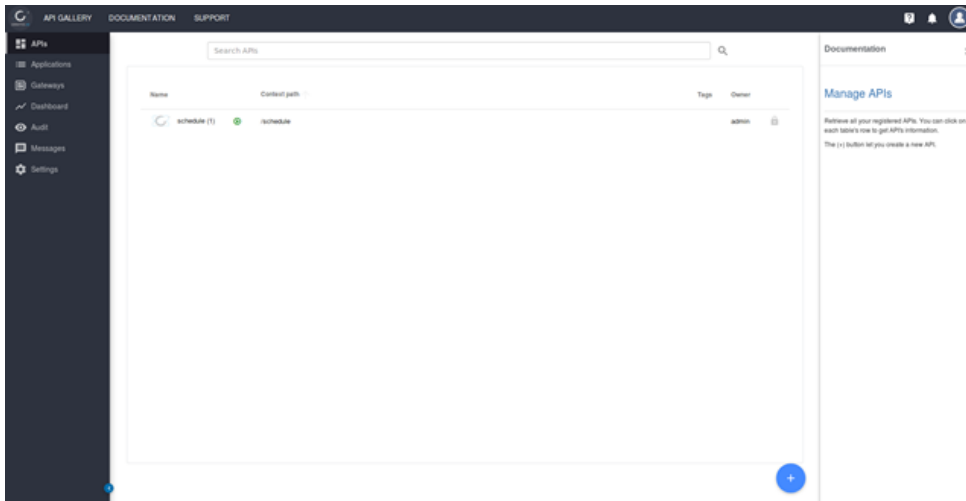 API GALLERY DOCUMENTATION SUPPORT
APIs
Applications
Gateways
Dashboard
Audit
Messages
Settings
Search APIs
Name Context path Tags Owner
schedule (1) /schedule admin
Documentation
Manage APIs
Retrieve all your registered APIs. You can click on
each table's row to get API's information.
The (+) button let you create a new API.